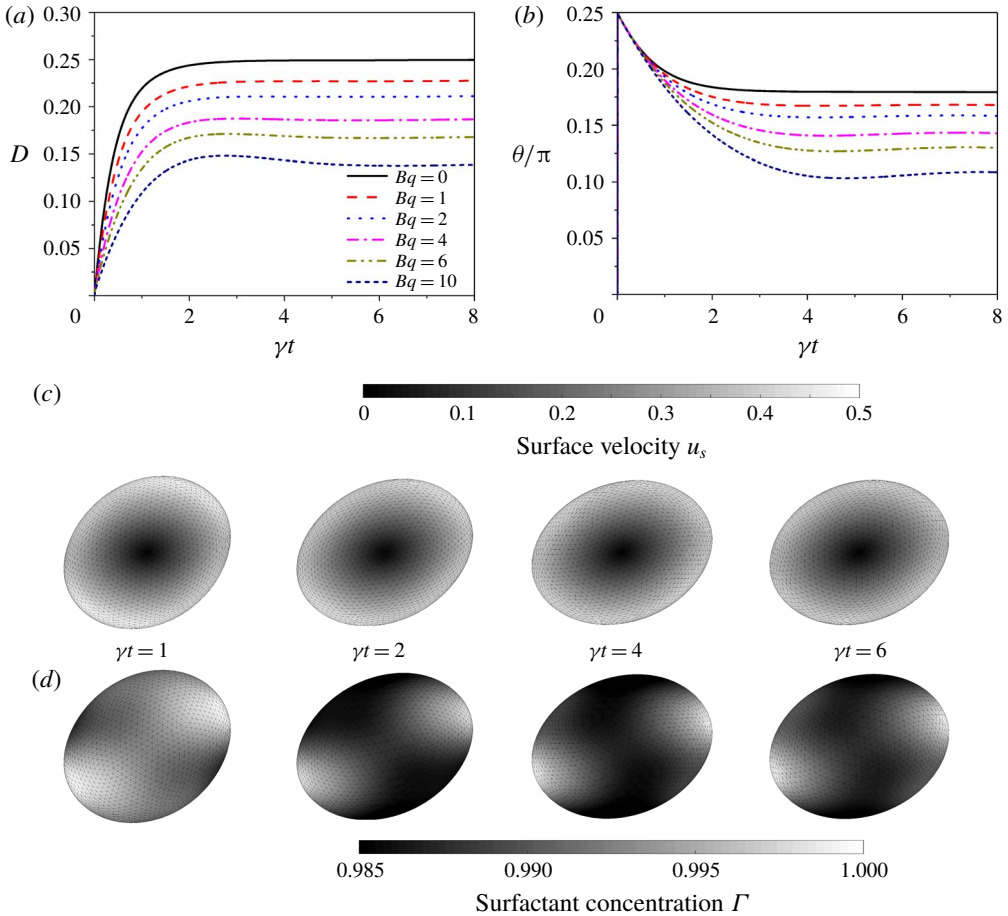 (a)
0.30
0.25
0.20
0.15
0.10
0.05
0
2
4
6
8
D
γt
Bq = 0
Bq = 1
Bq = 2
Bq = 4
Bq = 6
Bq = 10
(b)
0.25
0.20
0.15
0.10
0.05
0
2
4
6
8
θ/π
γt
(c)
0 0.1 0.2 0.3 0.4 0.5
Surface velocity uₛ
γt = 1 γt = 2 γt = 4 γt = 6
(d)
0.985 0.990 0.995 1.000
Surfactant concentration Γ